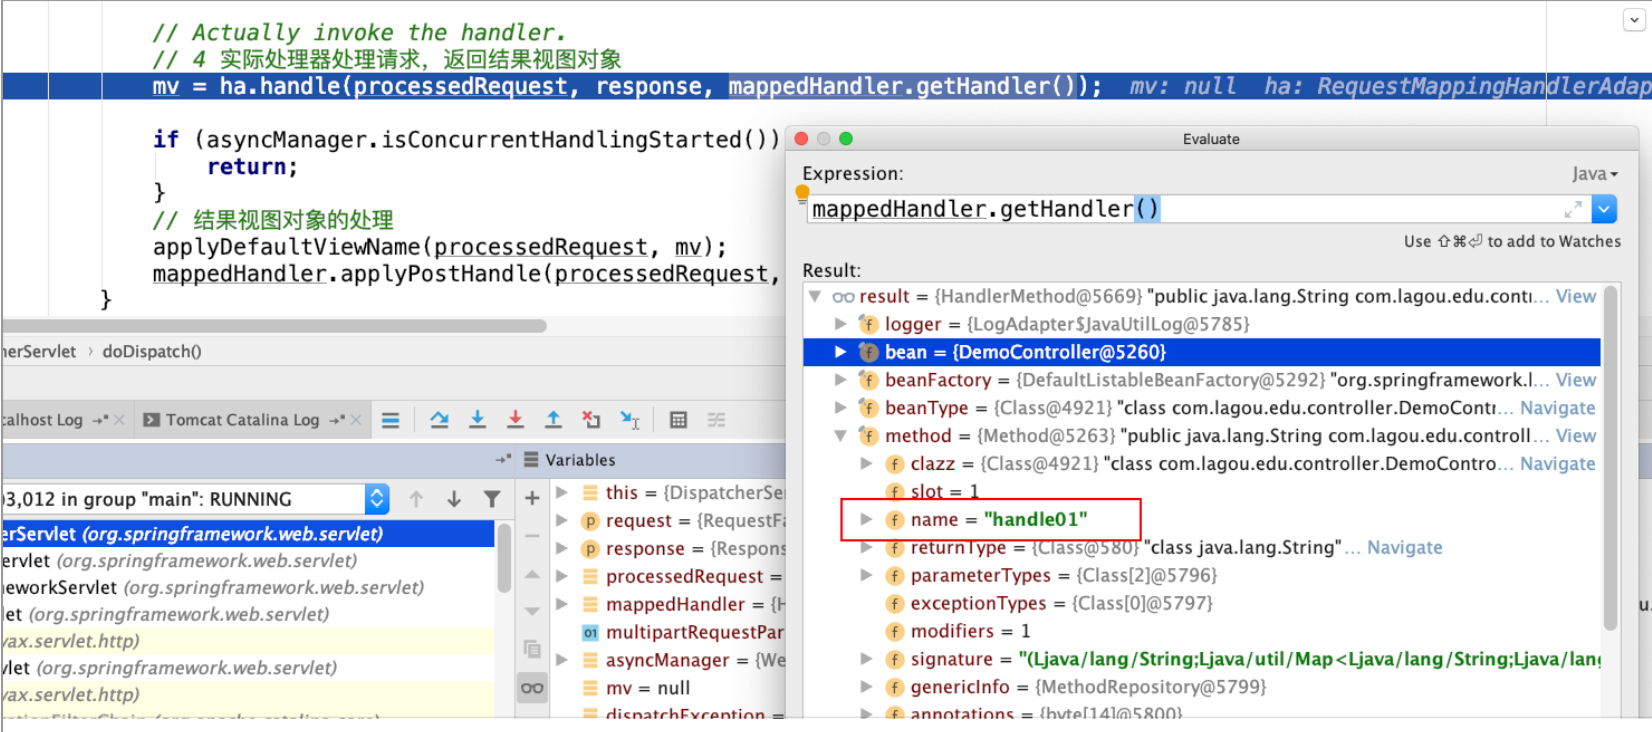 // Actually invoke the handler.
// 4 实际处理器处理请求，返回结果视图对象
mv = ha.handle(processedRequest, response, mappedHandler.getHandler()); mv: null ha: RequestMappingHandlerAdap
if (asyncManager.isConcurrentHandlingStarted())
return;
}
// 结果视图对象的处理
applyDefaultViewName(processedRequest, mv);
mappedHandler.applyPostHandle(processedRequest,
}
herServlet › doDispatch()
calhost Log
Tomcat Catalina Log
Variables
03,012 in group "main": RUNNING
erServlet (org.springframework.web.servlet)
ervlet (org.springframework.web.servlet)
neworkServlet (org.springframework.web.servlet)
let (org.springframework.web.servlet)
vax.servlet.http)
vlet (org.springframework.web.servlet)
vax.servlet.http)
this = {DispatcherSe
request = {RequestFa
response = {Respons
processedRequest =
mappedHandler = {H
multipartRequestPar
asyncManager = {We
mv = null
dispatchException =
Evaluate
Expression:
Java
mappedHandler.getHandler()
Use ⇧⌘⏎ to add to Watches
Result:
result = {HandlerMethod@5669} "public java.lang.String com.lagou.edu.contr... View
logger = {LogAdapter$JavaUtilLog@5785}
bean = {DemoController@5260}
beanFactory = {DefaultListableBeanFactory@5292} "org.springframework.l... View
beanType = {Class@4921} "class com.lagou.edu.controller.DemoContr... Navigate
method = {Method@5263} "public java.lang.String com.lagou.edu.controll... View
clazz = {Class@4921} "class com.lagou.edu.controller.DemoContro... Navigate
slot = 1
name = "handle01"
returnType = {Class@580} "class java.lang.String"... Navigate
parameterTypes = {Class[2]@5796}
exceptionTypes = {Class[0]@5797}
modifiers = 1
signature = "(Ljava/lang/String;Ljava/util/Map<Ljava/lang/String;Ljava/lang
genericInfo = {MethodRepository@5799}
annotations = {byte[14]@5800}